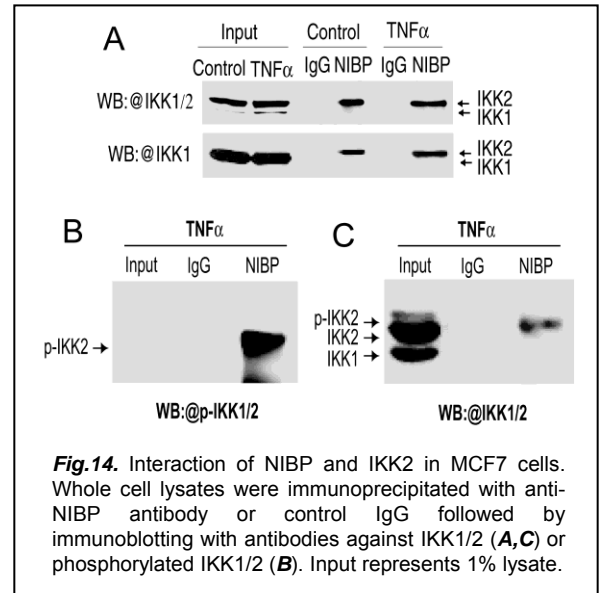 A
Input Control TNFα
Control TNFα IgG NIBP IgG NIBP
WB:@IKK1/2 ← IKK2
← IKK1
WB:@IKK1 ← IKK2
← IKK1
B
TNFα
Input IgG NIBP
p-IKK2 →
WB:@p-IKK1/2
C
TNFα
Input IgG NIBP
p-IKK2 →
IKK2 →
IKK1 →
WB:@IKK1/2
Fig.14. Interaction of NIBP and IKK2 in MCF7 cells.
Whole cell lysates were immunoprecipitated with anti-
NIBP antibody or control IgG followed by
immunoblotting with antibodies against IKK1/2 (A,C) or
phosphorylated IKK1/2 (B). Input represents 1% lysate.